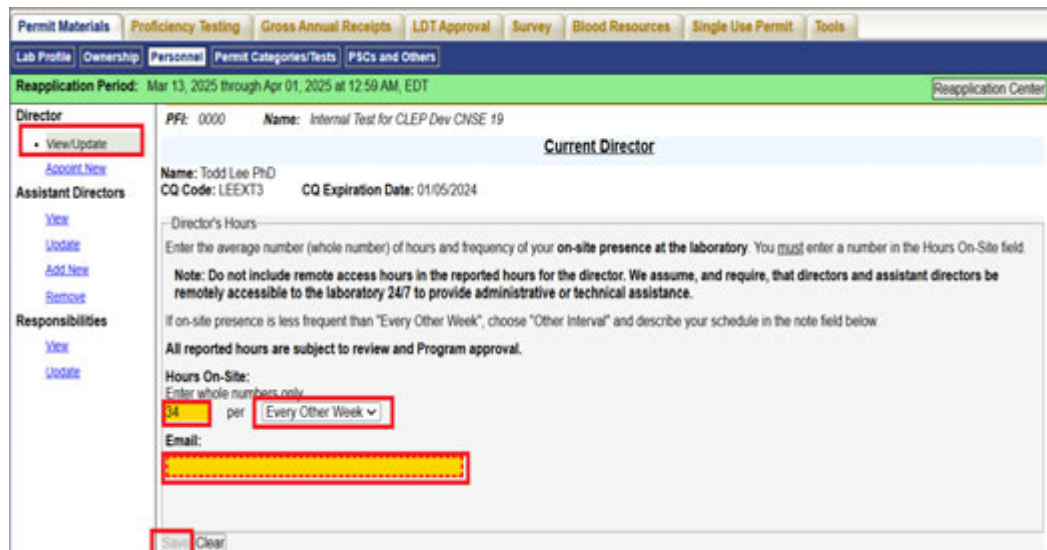 Permit Materials Proficiency Testing Gross Annual Receipts LDT Approval Survey Blood Resources Single Use Permit Tools
Lab Profile Ownership Personnel Permit Categories/Tests PSCs and Others
Reapplication Period: Mar 13, 2025 through Apr 01, 2025 at 12:59 AM, EDT Reapplication Center
Director
• View/Update
Appoint New
Assistant Directors
View
Update
Add New
Remove
Responsibilities
View
Update
PFI: 0000 Name: Internal Test for CLEP Dev CNSE 19
Current Director
Name: Todd Lee PhD
CQ Code: LEEXT3 CQ Expiration Date: 01/05/2024
Director's Hours
Enter the average number (whole number) of hours and frequency of your on-site presence at the laboratory. You must enter a number in the Hours On-Site field.
Note: Do not include remote access hours in the reported hours for the director. We assume, and require, that directors and assistant directors be
remotely accessible to the laboratory 24/7 to provide administrative or technical assistance.
If on-site presence is less frequent than "Every Other Week", choose "Other Interval" and describe your schedule in the note field below.
All reported hours are subject to review and Program approval.
Hours On-Site:
Enter whole numbers only
34 per Every Other Week
Email:
Save Clear